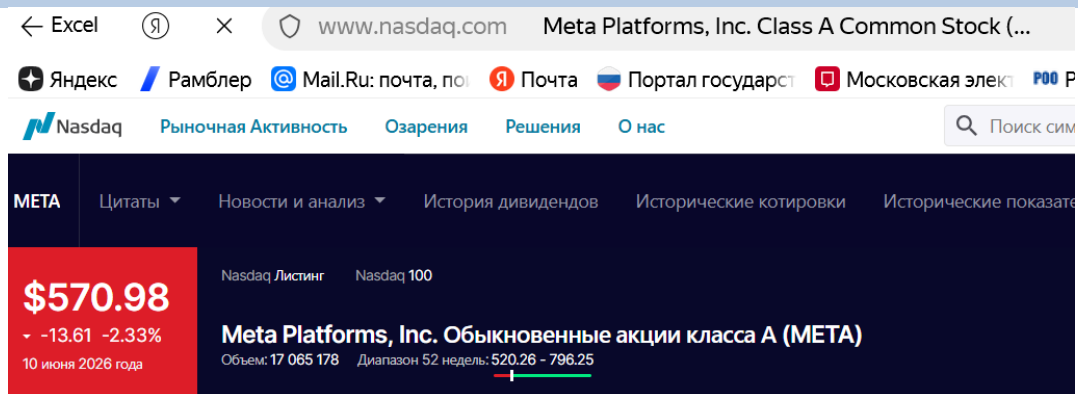 ← Excel Я × www.nasdaq.com Meta Platforms, Inc. Class A Common Stock (...
Яндекс Рамблер @ Mail.Ru: почта, по Я Почта Портал государст Московская элект РОО Р
Nasdaq Рыночная Активность Озарения Решения О нас Поиск сим
META Цитаты Новости и анализ История дивидендов Исторические котировки Исторические показате
Nasdaq Листинг Nasdaq 100
$570.98
-13.61 -2.33%
10 июня 2026 года
Meta Platforms, Inc. Обыкновенные акции класса А (META)
Объем: 17 065 178 Диапазон 52 недель: 520.26 - 796.25